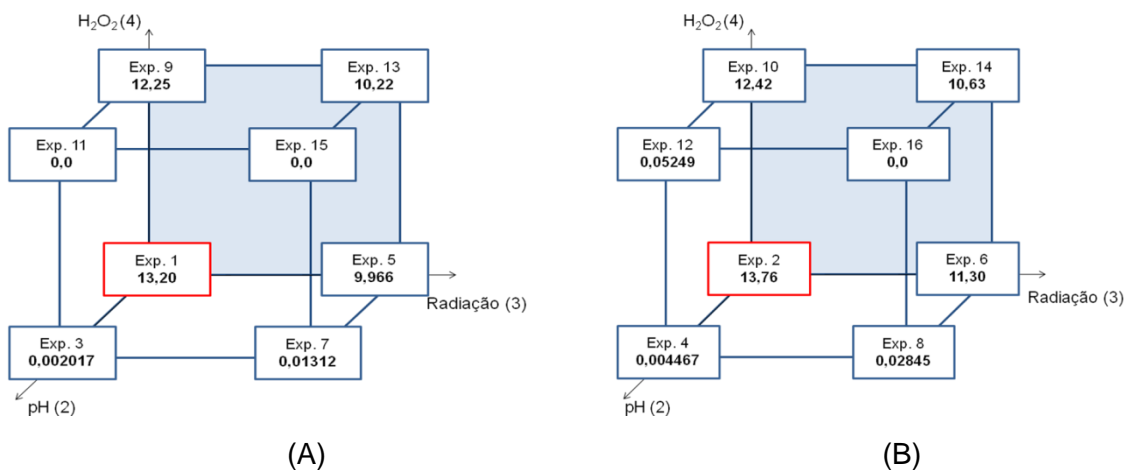 H₂O₂(4)
Exp. 9
12,25
Exp. 13
10,22
Exp. 11
0,0
Exp. 15
0,0
Exp. 1
13,20
Exp. 5
9,966
Radiação (3)
Exp. 3
0,002017
Exp. 7
0,01312
pH (2)
(A)
H₂O₂(4)
Exp. 10
12,42
Exp. 14
10,63
Exp. 12
0,05249
Exp. 16
0,0
Exp. 2
13,76
Exp. 6
11,30
Radiação (3)
Exp. 4
0,004467
Exp. 8
0,02845
pH (2)
(B)